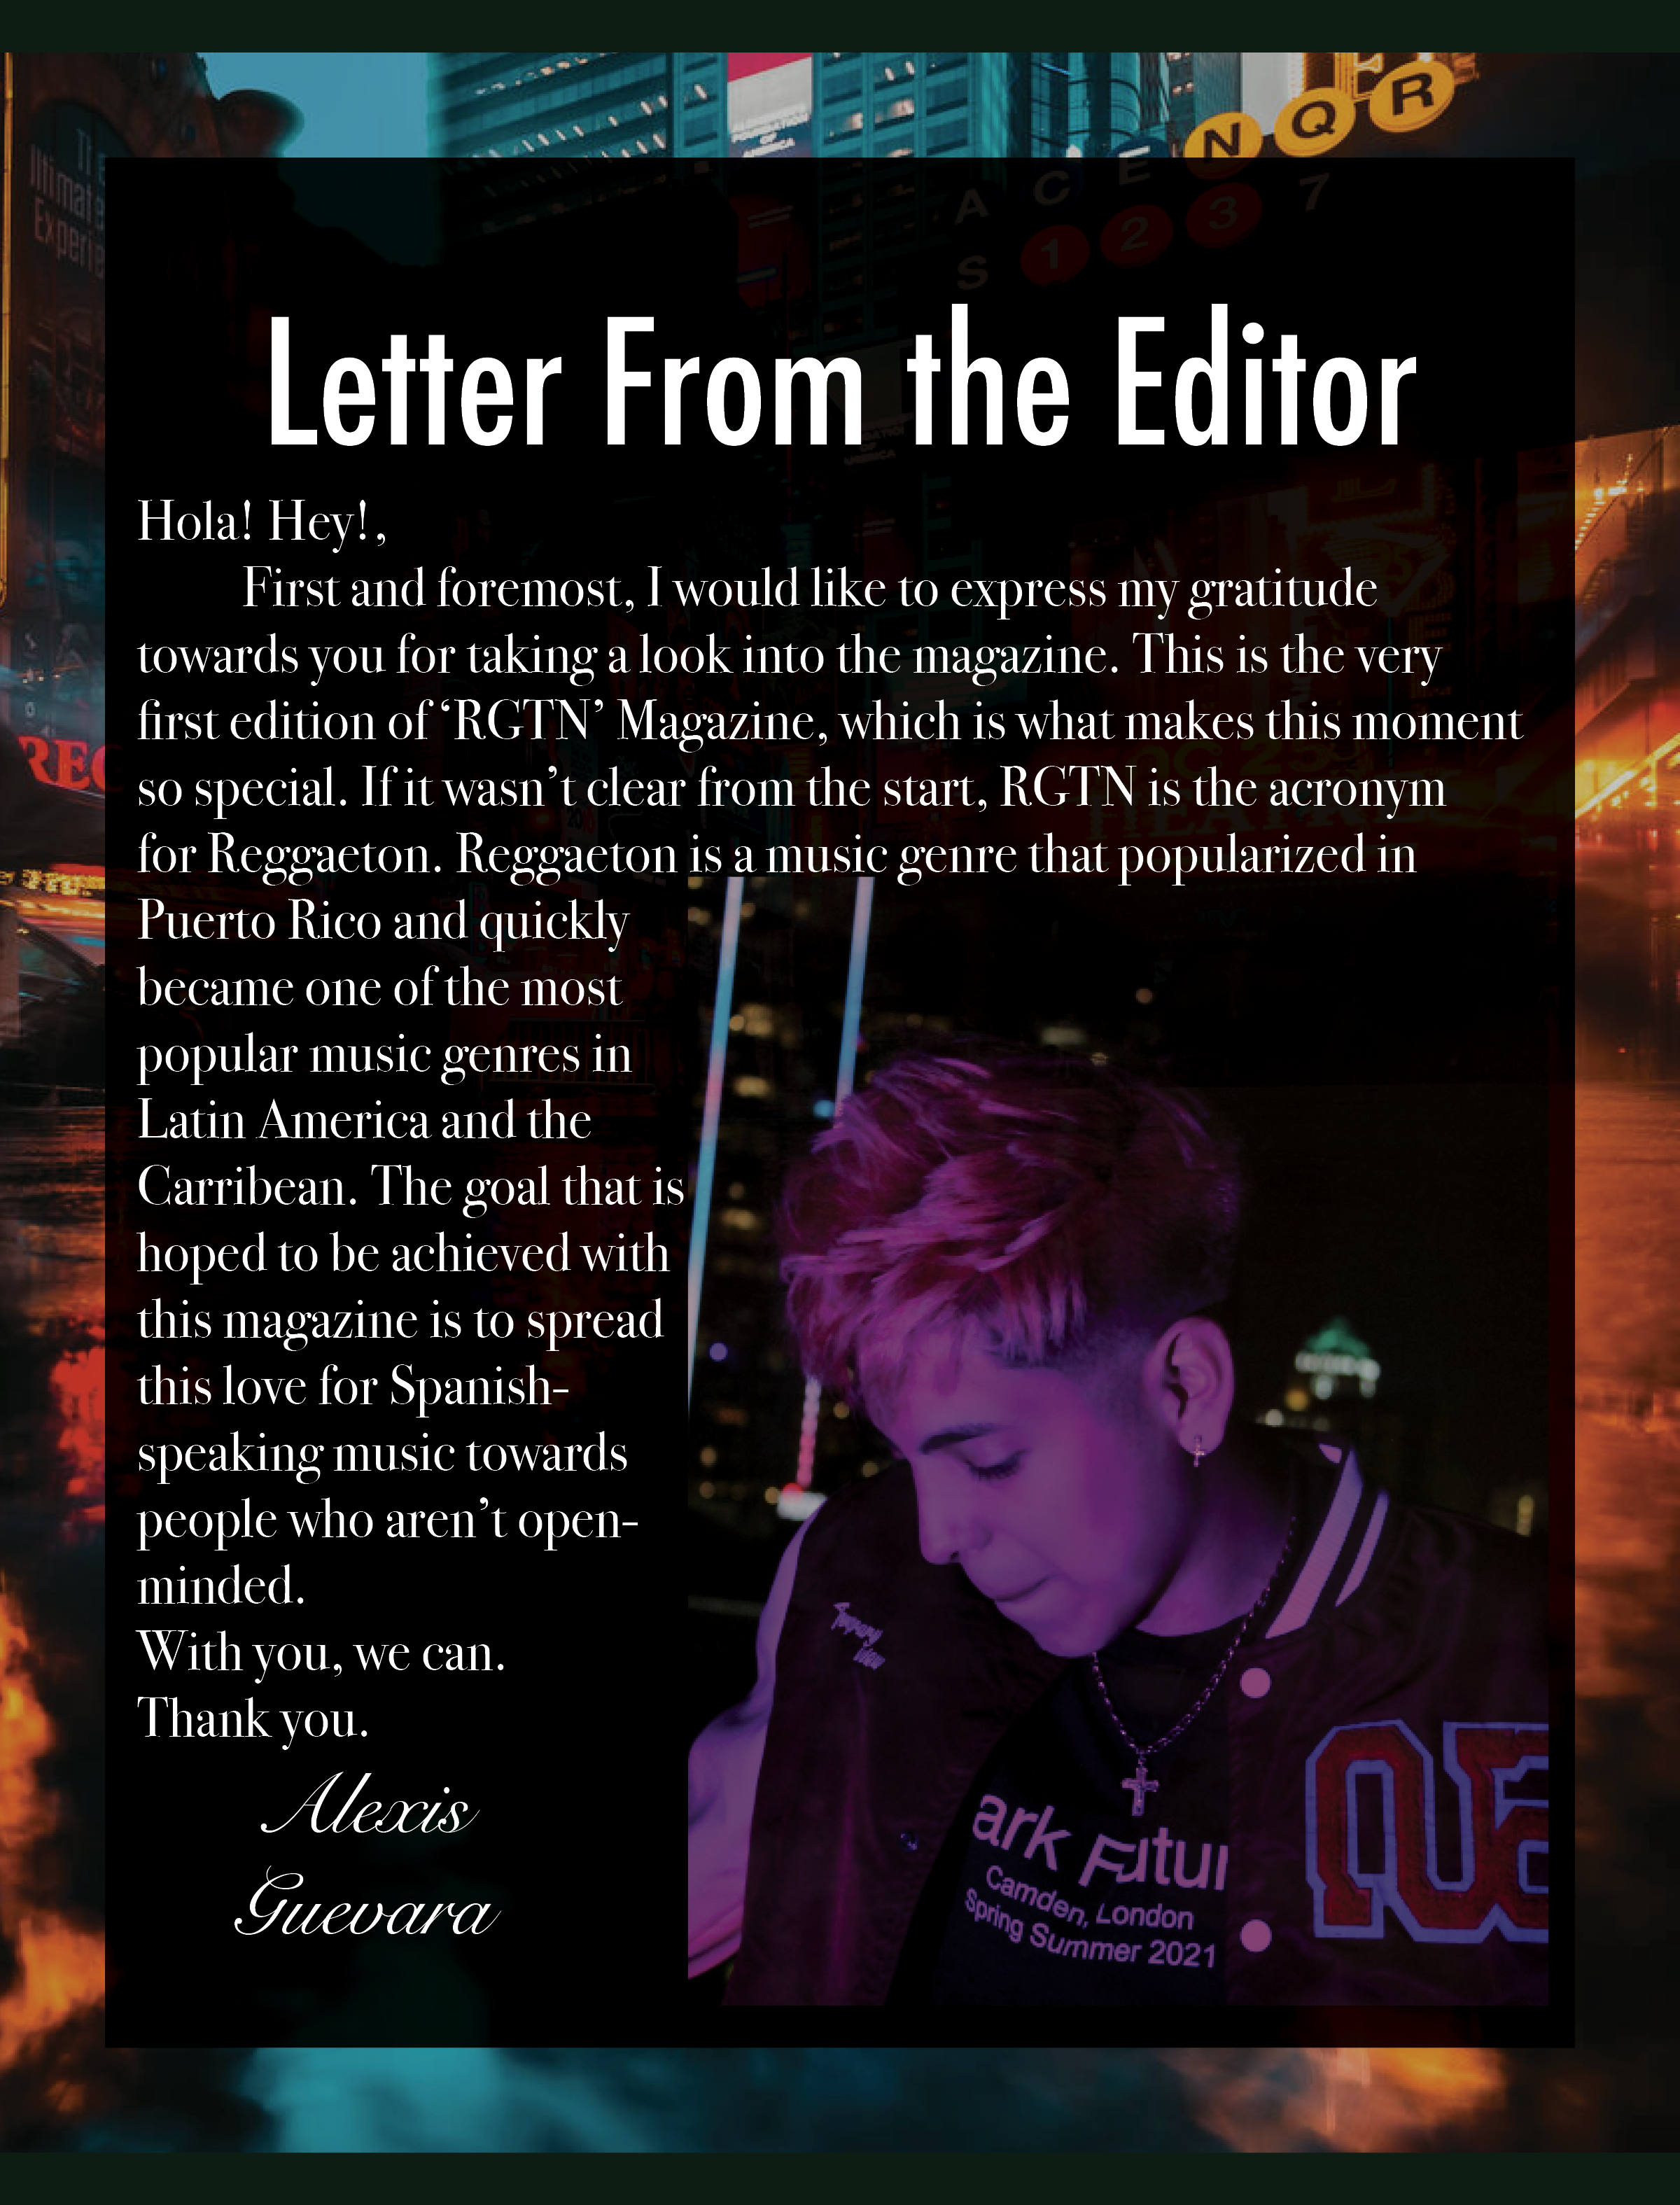 N Q R
A C E 7
S 1 2 3
FOUNDATION
OF
AMERICA
Experie
Letter From the Editor
Hola! Hey!,
First and foremost, I would like to express my gratitude
towards you for taking a look into the magazine. This is the very
first edition of ‘RGTN’ Magazine, which is what makes this moment
so special. If it wasn’t clear from the start, RGTN is the acronym
for Reggaeton. Reggaeton is a music genre that popularized in
Puerto Rico and quickly
became one of the most
popular music genres in
Latin America and the
Carribean. The goal that is
hoped to be achieved with
this magazine is to spread
this love for Spanish-
speaking music towards
people who aren’t open-
minded.
With you, we can.
Thank you.
Alexis
Guevara
REG
ark Futur
Camden, London
Spring Summer 2021